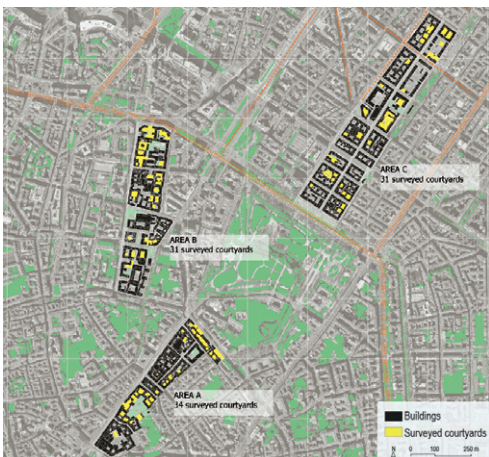 AREA C
31 surveyed courtyards
AREA B
31 surveyed courtyards
AREA A
34 surveyed courtyards
Buildings
Surveyed courtyards
N 0 100 250 m